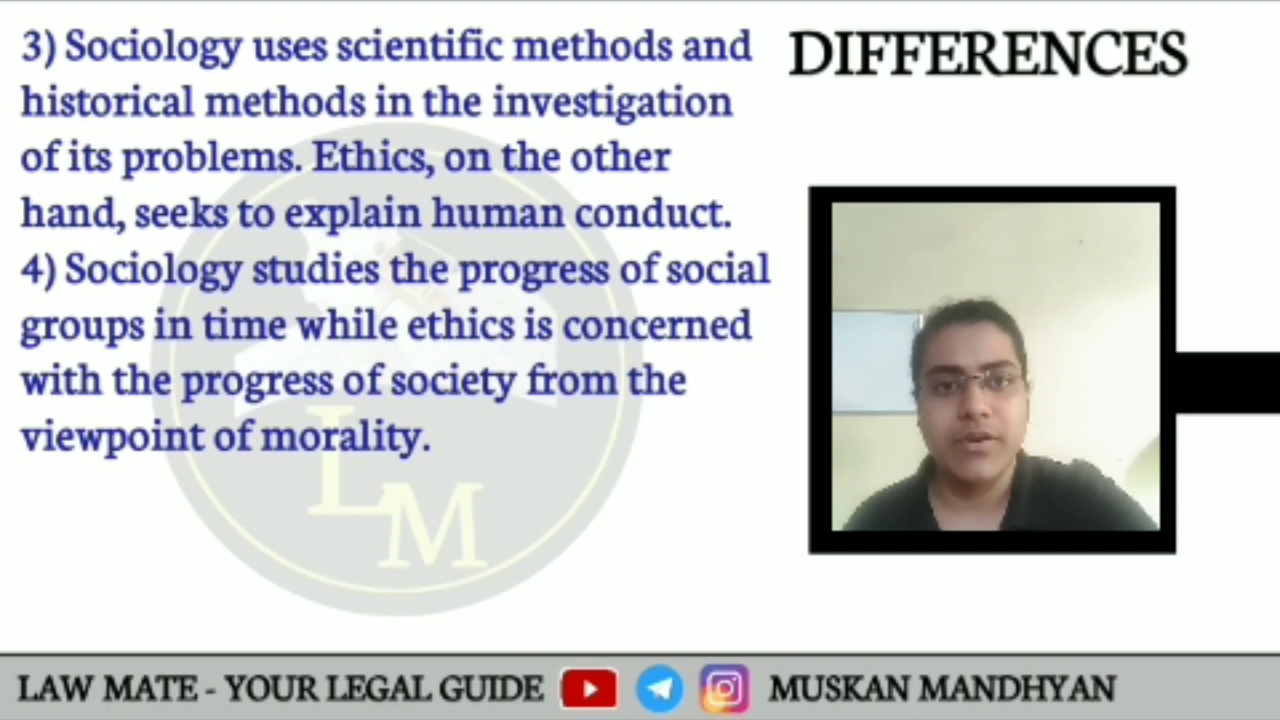 3) Sociology uses scientific methods and
historical methods in the investigation
of its problems. Ethics, on the other
hand, seeks to explain human conduct.
4) Sociology studies the progress of social
groups in time while ethics is concerned
with the progress of society from the
viewpoint of morality.
DIFFERENCES
LM
LAW MATE - YOUR LEGAL GUIDE
MUSKAN MANDHYAN